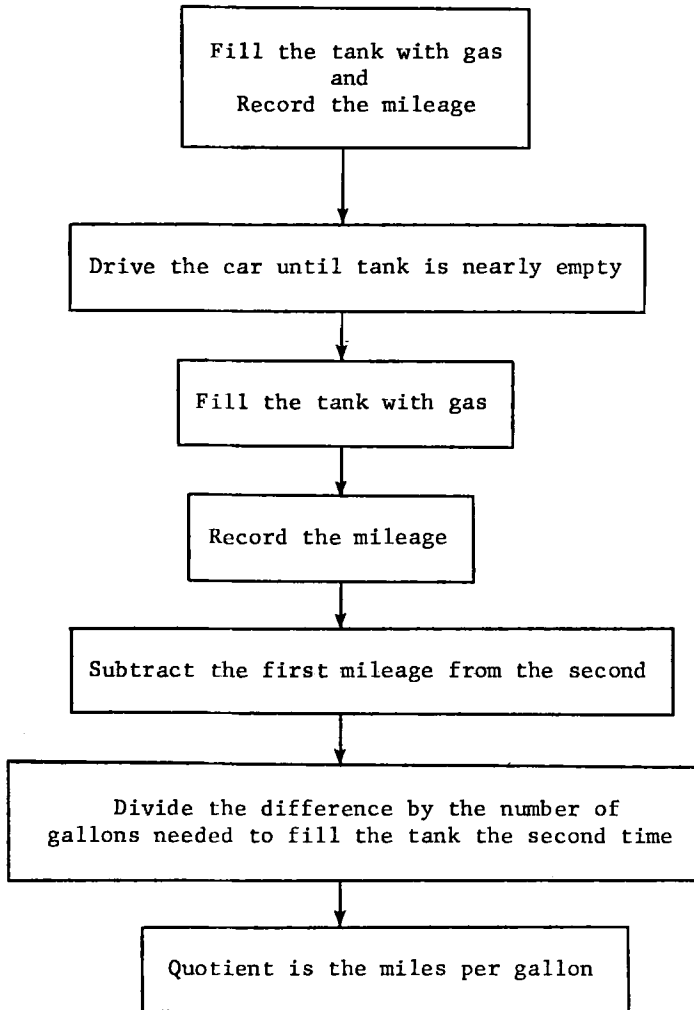 Fill the tank with gas
and
Record the mileage
Drive the car until tank is nearly empty
Fill the tank with gas
Record the mileage
Subtract the first mileage from the second
Divide the difference by the number of
gallons needed to fill the tank the second time
Quotient is the miles per gallon